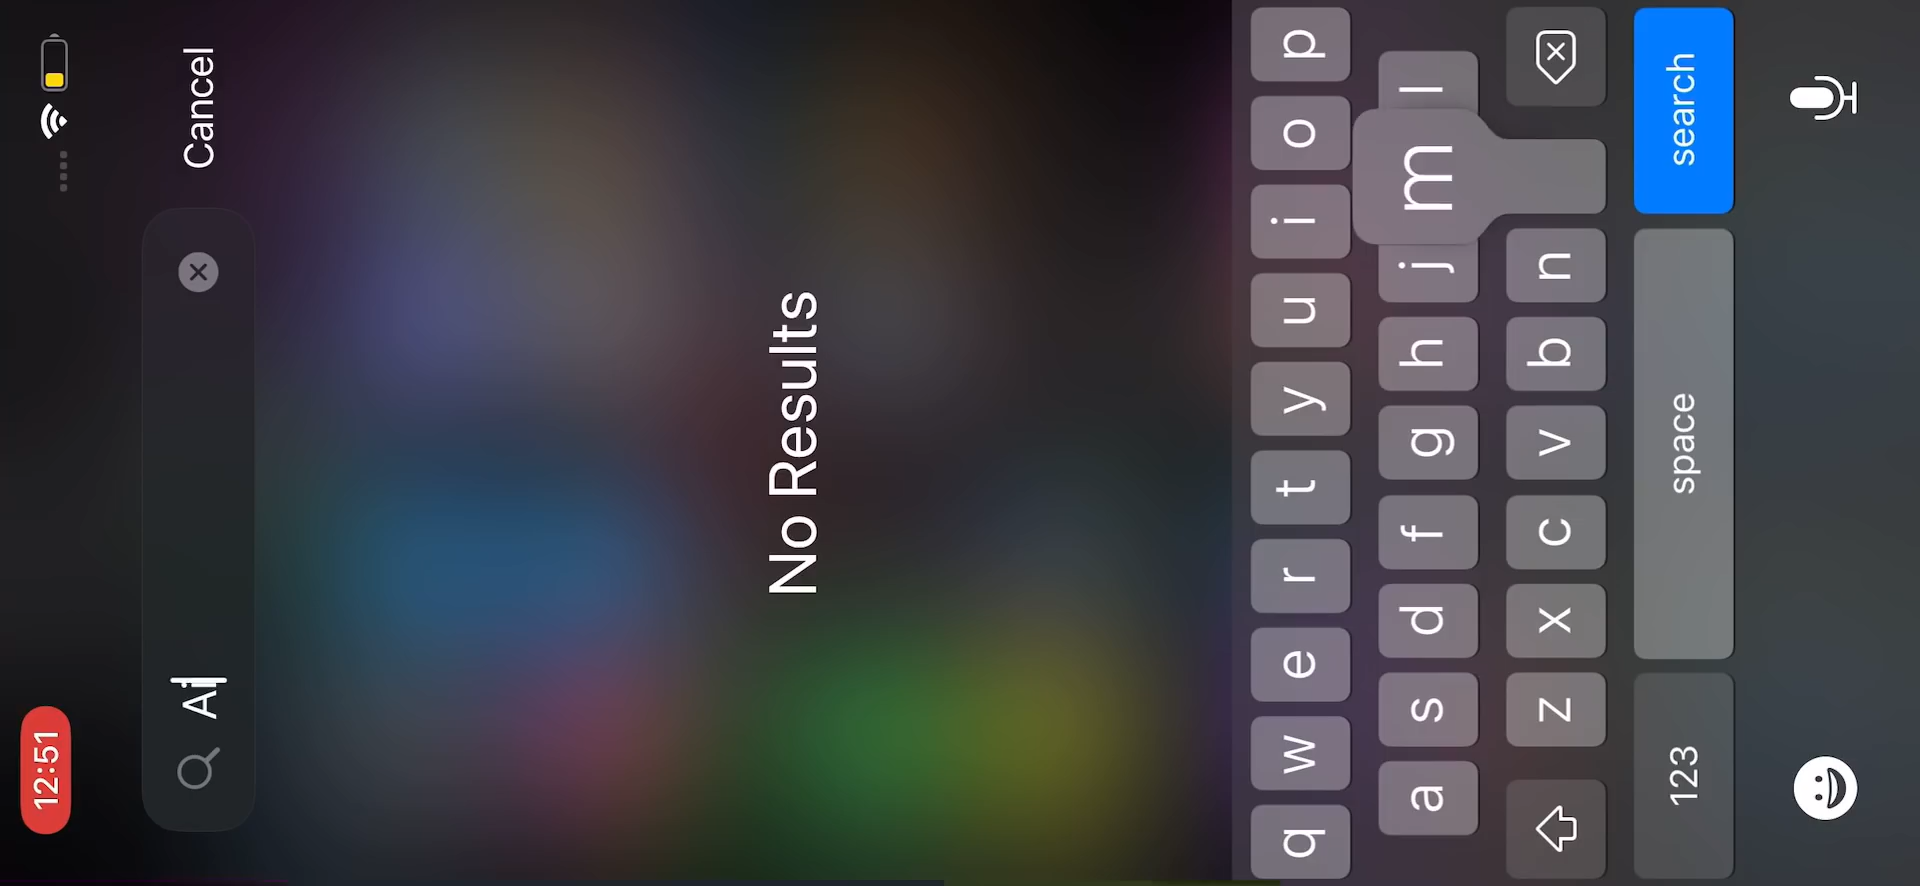 12:51
Ai
Cancel
No Results
q w e r t y u i o p
a s d f g h j l
m
z x c v b n
123 space search